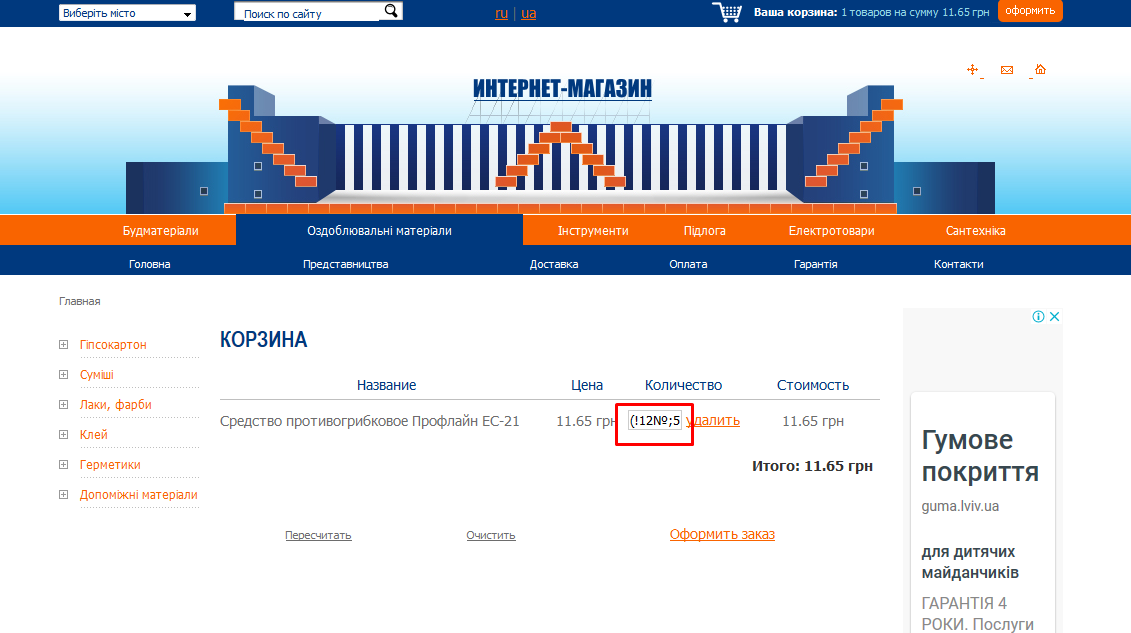 Виберіть місто
Поиск по сайту
ru | ua
Ваша корзина: 1 товаров на сумму 11.65 грн
оформить
ИНТЕРНЕТ-МАГАЗИН
Будматеріали Оздоблювальні матеріали Інструменти Підлога Електротовари Сантехніка
Головна Представництва Доставка Оплата Гарантія Контакти
Главная
Гіпсокартон
Суміші
Лаки, фарби
Клей
Герметики
Допоміжні матеріали
КОРЗИНА
Название Цена Количество Стоимость
Средство противогрибковое Профлайн ЕС-21 11.65 грн (!12№;5 удалить 11.65 грн
Итого: 11.65 грн
Пересчитать Очистить Оформить заказ
Гумове
покриття
guma.lviv.ua
для дитячих
майданчиків
ГАРАНТІЯ 4
РОКИ. Послуги